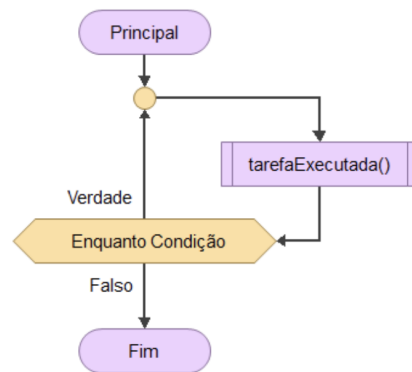 Principal
tarefaExecutada()
Verdade
Enquanto Condição
Falso
Fim